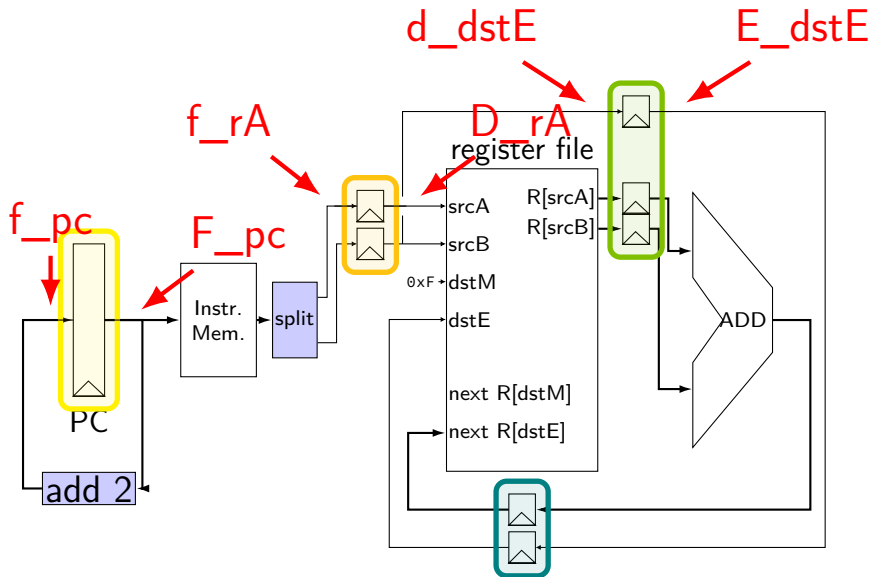 d_dstE
E_dstE
f_rA
D_rA
register file
f_pc
F_pc
srcA
R[srcA]
srcB
R[srcB]
0xF
dstM
Instr.
Mem.
split
dstE
ADD
next R[dstM]
PC
next R[dstE]
add 2